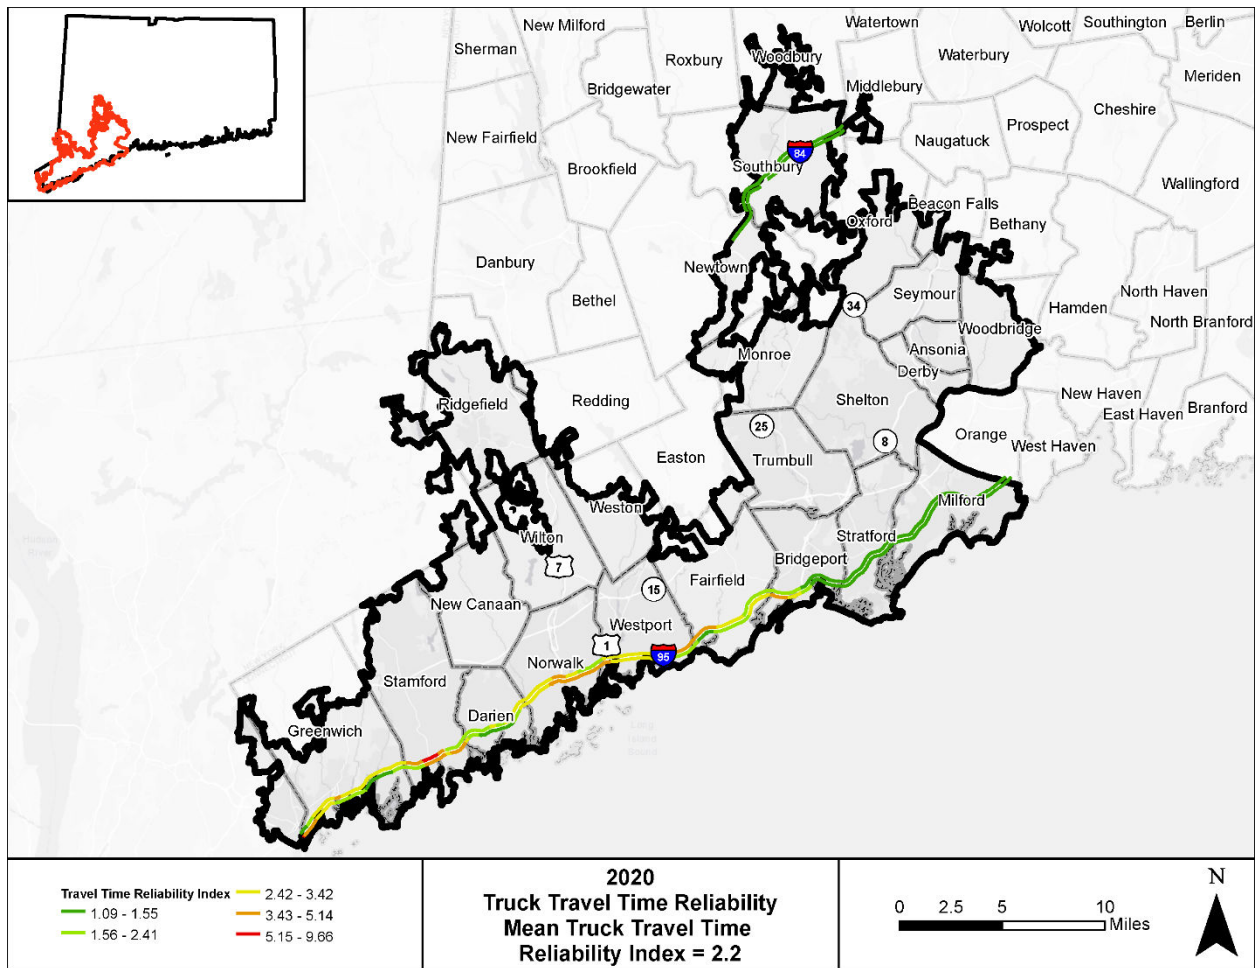 New Milford
Watertown
Wolcott
Southington
Berlin
Sherman
Roxbury
Woodbury
Waterbury
Meriden
Bridgewater
Middlebury
Cheshire
New Fairfield
Naugatuck
Prospect
Brookfield
84
Southbury
Wallingford
Beacon Falls
Oxford
Bethany
Danbury
Newtown
Bethel
Seymour
North Haven
34
Hamden
North Branford
Woodbridge
Monroe
Ansonia
Derby
New Haven
Ridgefield
Redding
Shelton
East Haven
Branford
25
8
Orange
West Haven
Easton
Trumbull
Weston
Milford
Wilton
Stratford
7
Bridgeport
Fairfield
15
New Canaan
Westport
1
95
Norwalk
Stamford
Darien
Greenwich
Travel Time Reliability Index
1.09 - 1.55
1.56 - 2.41
2.42 - 3.42
3.43 - 5.14
5.15 - 9.66
2020
Truck Travel Time Reliability
Mean Truck Travel Time
Reliability Index = 2.2
0 2.5 5 10
Miles
N